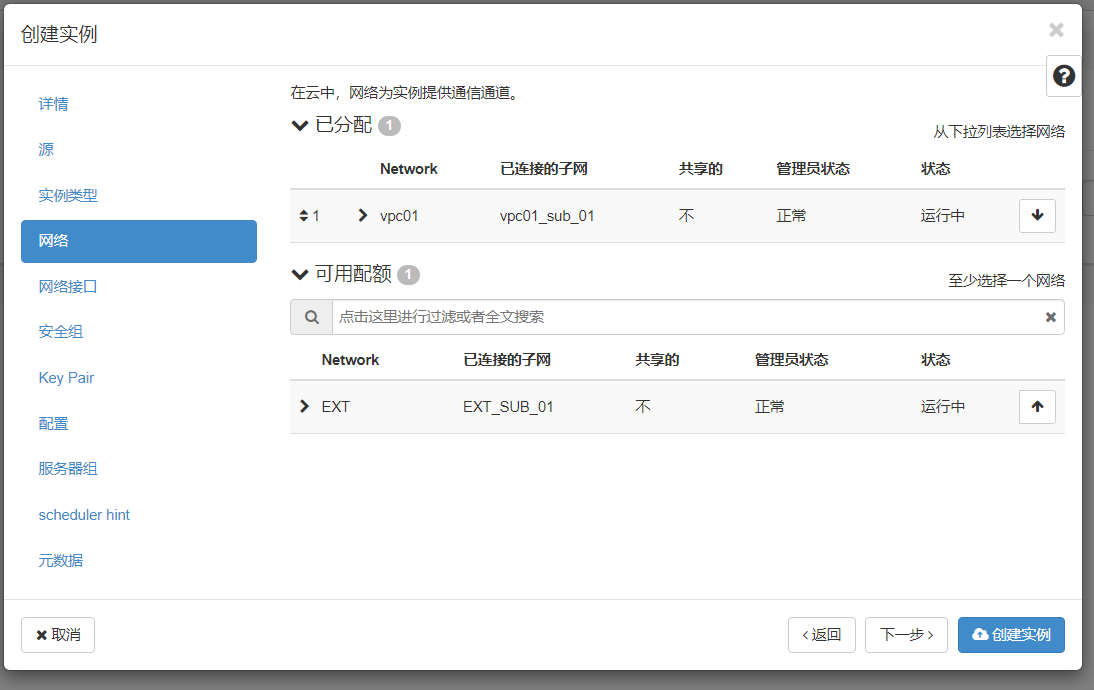 创建实例
详情
源
实例类型
网络
网络接口
安全组
Key Pair
配置
服务器组
scheduler hint
元数据
在云中，网络为实例提供通信通道。
已分配 1
从下拉列表选择网络
Network 已连接的子网 共享的 管理员状态 状态
1 vpc01 vpc01_sub_01 不 正常 运行中
可用配额 1
至少选择一个网络
点击这里进行过滤或者全文搜索
Network 已连接的子网 共享的 管理员状态 状态
EXT EXT_SUB_01 不 正常 运行中
取消
返回
下一步
创建实例